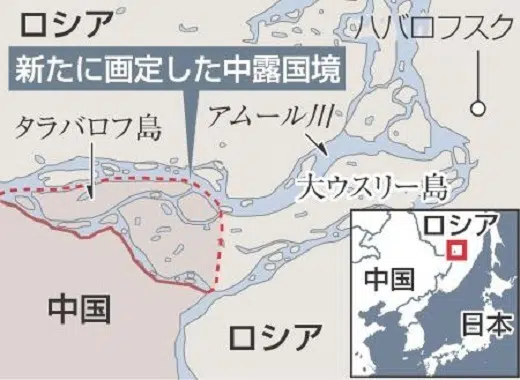 ロシア
ハバロフスク
新たに画定した中露国境
タラバロフ島
アムール川
大ウスリー島
中国
ロシア
ロシア
中国
日本